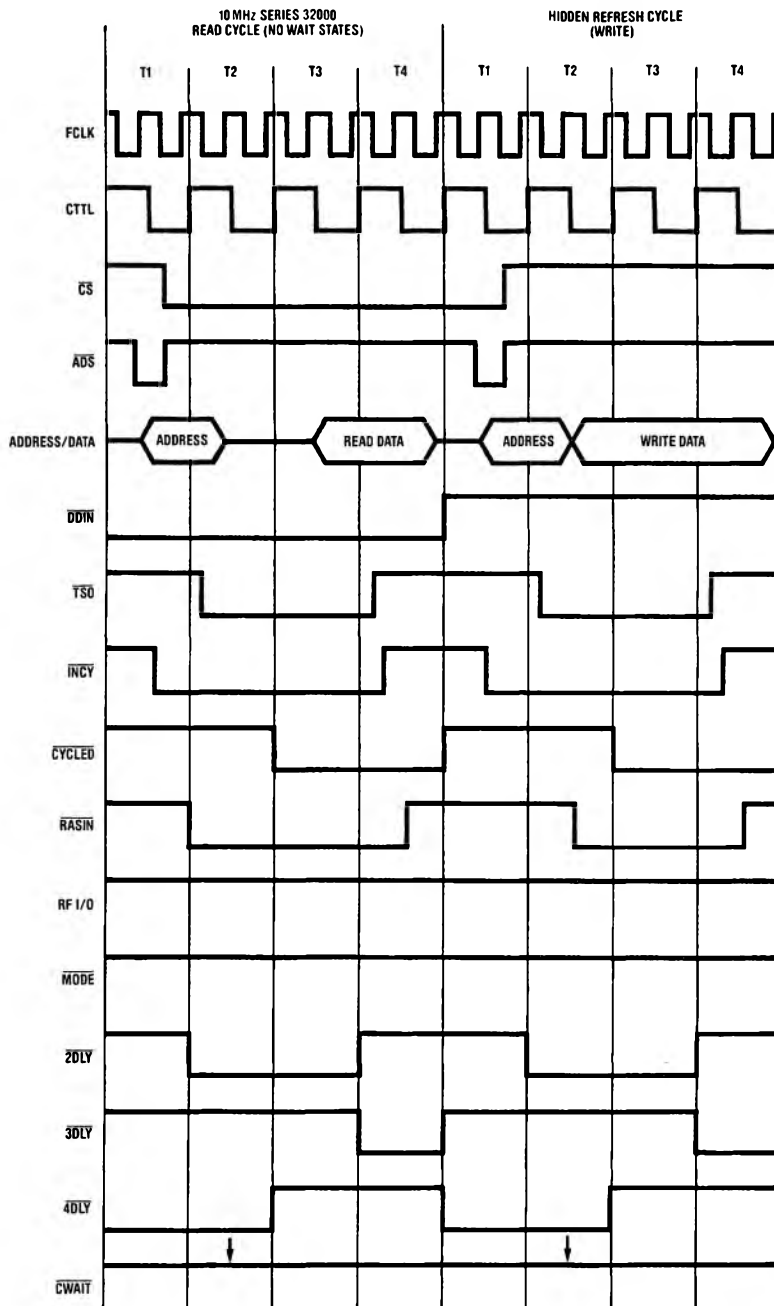 10 MHz SERIES 32000
READ CYCLE (NO WAIT STATES)
HIDDEN REFRESH CYCLE
(WRITE)
T1 T2 T3 T4 T1 T2 T3 T4
FCLK
CTTL
CS
ADS
ADDRESS/DATA ADDRESS READ DATA ADDRESS WRITE DATA
DDIN
TSO
INCY
CYCLED
RASIN
RF I/O
MODE
2DLY
3DLY
4DLY
CWAIT